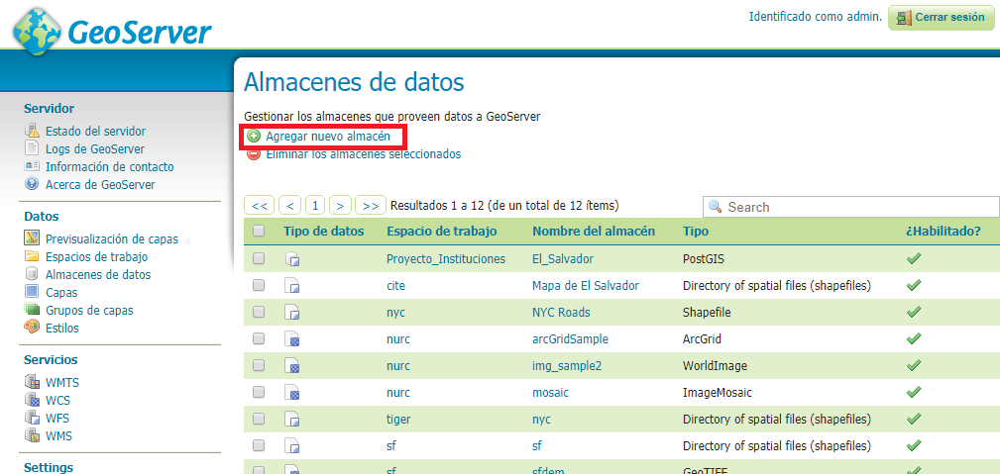 GeoServer
Identificado como admin.
Cerrar sesión
Almacenes de datos
Gestionar los almacenes que proveen datos a GeoServer
Agregar nuevo almacén
Eliminar los almacenes seleccionados
Servidor
Estado del servidor
Logs de GeoServer
Información de contacto
Acerca de GeoServer
Datos
Previsualización de capas
Espacios de trabajo
Almacenes de datos
Capas
Grupos de capas
Estilos
Servicios
WMTS
WCS
WFS
WMS
Settings
<< < 1 > >> Resultados 1 a 12 (de un total de 12 ítems) Search
Tipo de datos Espacio de trabajo Nombre del almacén Tipo ¿Habilitado?
Proyecto_Instituciones El_Salvador PostGIS
cite Mapa de El Salvador Directory of spatial files (shapefiles)
nyc NYC Roads Shapefile
nurc arcGridSample ArcGrid
nurc img_sample2 WorldImage
nurc mosaic ImageMosaic
tiger nyc Directory of spatial files (shapefiles)
sf sf Directory of spatial files (shapefiles)
sf sfdem GeoTIFF